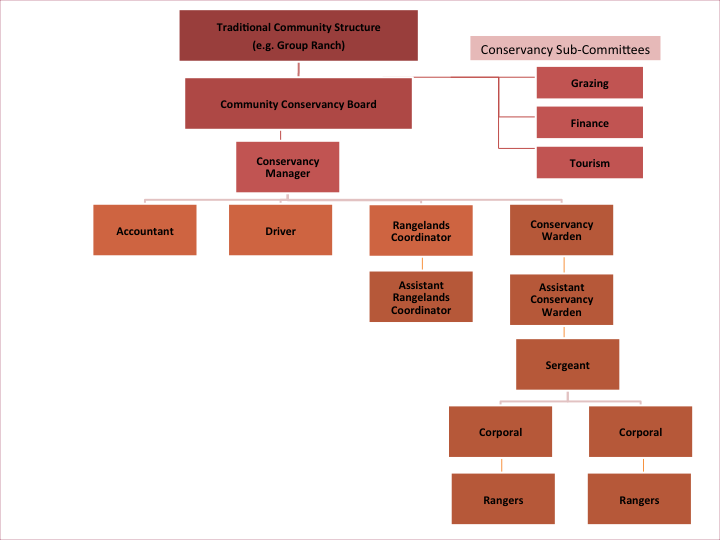 Traditional Community Structure
(e.g. Group Ranch)
Conservancy Sub-Committees
Grazing
Community Conservancy Board
Finance
Tourism
Conservancy
Manager
Accountant
Driver
Rangelands
Coordinator
Conservancy
Warden
Assistant
Rangelands
Coordinator
Assistant
Conservancy
Warden
Sergeant
Corporal
Corporal
Rangers
Rangers